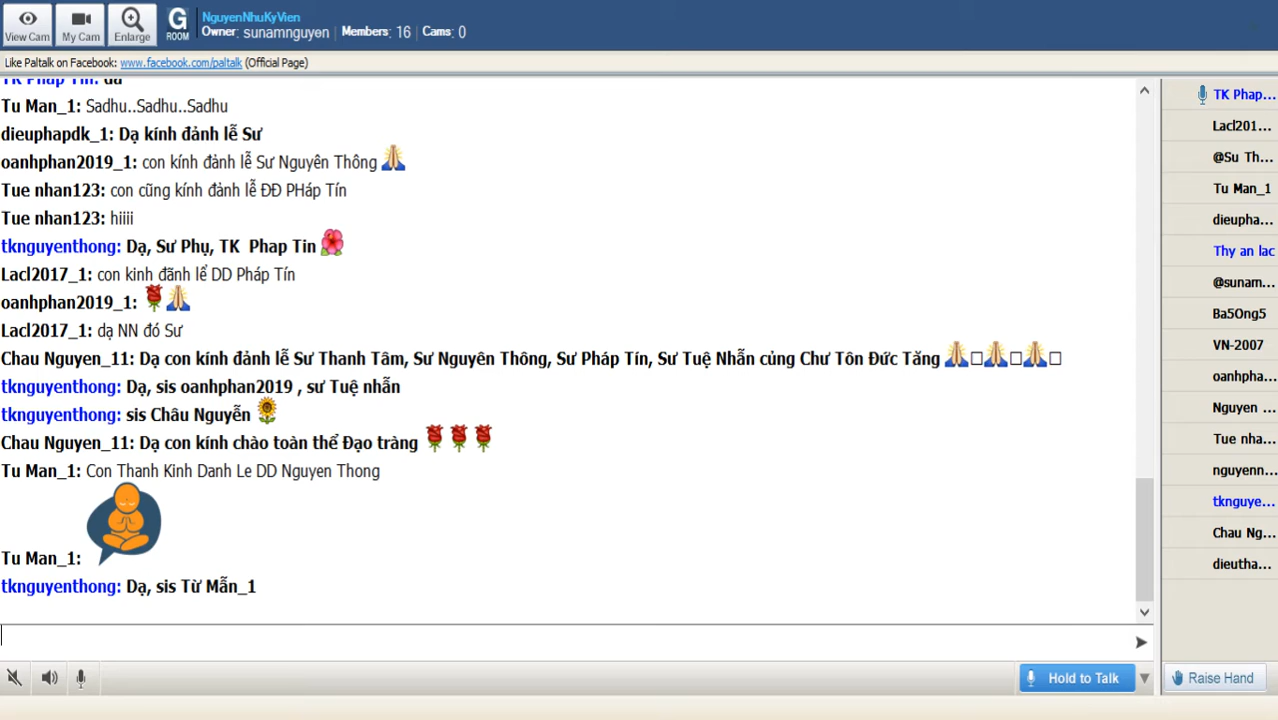 View Cam
My Cam
Enlarge
G
ROOM
NguyenNhuKyVien
Owner: sunamnguyen Members: 16 Cams: 0
Like Paltalk on Facebook: www.facebook.com/paltalk (Official Page)
TK Phap Tin: da
Tu Man_1: Sadhu..Sadhu..Sadhu
dieuphapdk_1: Dạ kính đảnh lễ Sư
oanhphan2019_1: con kính đảnh lễ Sư Nguyên Thông
Tue nhan123: con cũng kính đảnh lễ ĐĐ PHáp Tín
Tue nhan123: hiiii
tknguyenthong: Dạ, Sư Phụ, TK Phap Tin
Lacl2017_1: con kinh đãnh lể DD Pháp Tín
oanhphan2019_1:
Lacl2017_1: dạ NN đó Sư
Chau Nguyen_11: Dạ con kính đảnh lễ Sư Thanh Tâm, Sư Nguyên Thông, Sư Pháp Tín, Sư Tuệ Nhẫn củng Chư Tôn Đức Tăng
tknguyenthong: Dạ, sis oanhphan2019 , sư Tuệ nhẫn
tknguyenthong: sis Châu Nguyễn
Chau Nguyen_11: Dạ con kính chào toàn thể Đạo tràng
Tu Man_1: Con Thanh Kinh Danh Le DD Nguyen Thong
Tu Man_1:
tknguyenthong: Dạ, sis Từ Mẫn_1
Hold to Talk
TK Phap...
Lacl201...
@Su Th...
Tu Man_1
dieupha...
Thy an lac
@sunam...
Ba5Ong5
VN-2007
oanhpha...
Nguyen ...
Tue nha...
nguyenn...
tknguye...
Chau Ng...
dieutha...
Raise Hand